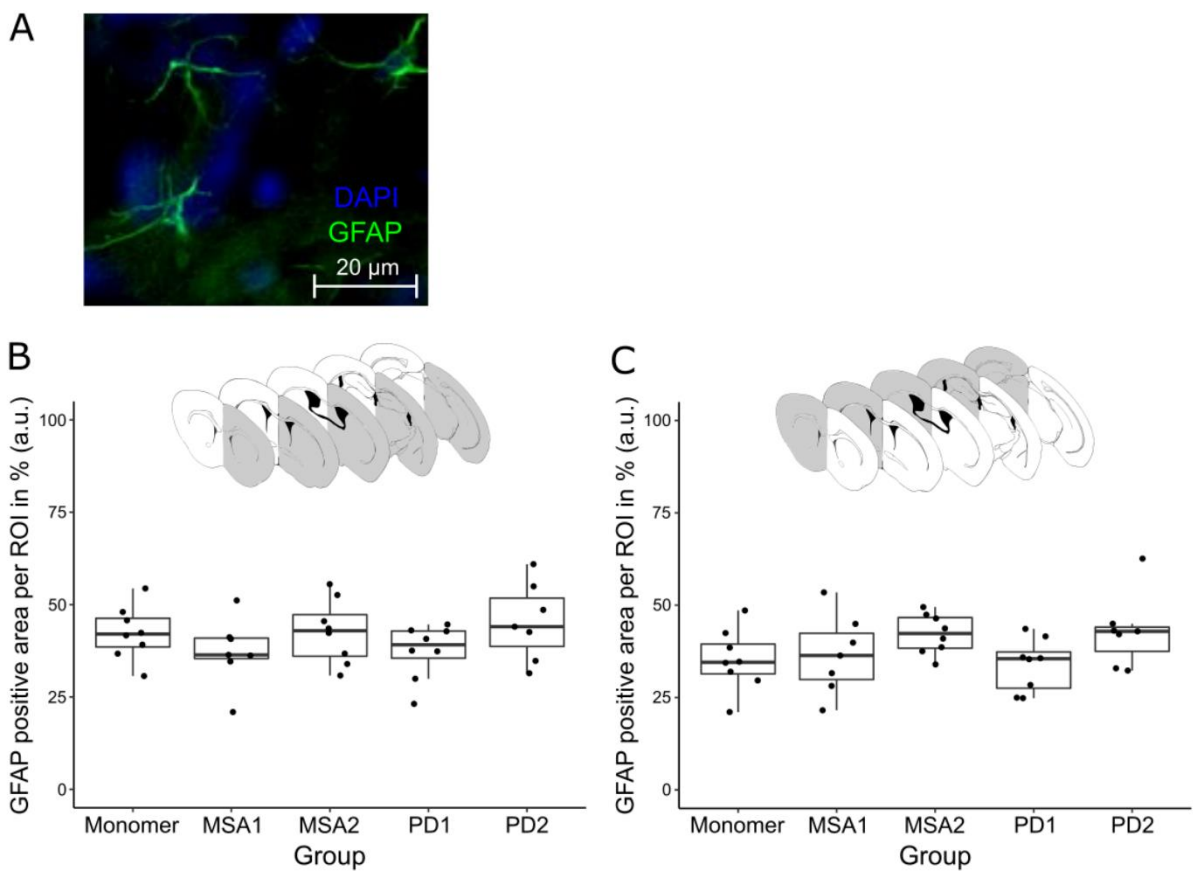 A
DAPI
GFAP
20 µm
B
GFAP positive area per ROI in % (a.u.)
100
75
50
25
0
Monomer MSA1 MSA2 PD1 PD2
Group
C
GFAP positive area per ROI in % (a.u.)
100
75
50
25
0
Monomer MSA1 MSA2 PD1 PD2
Group